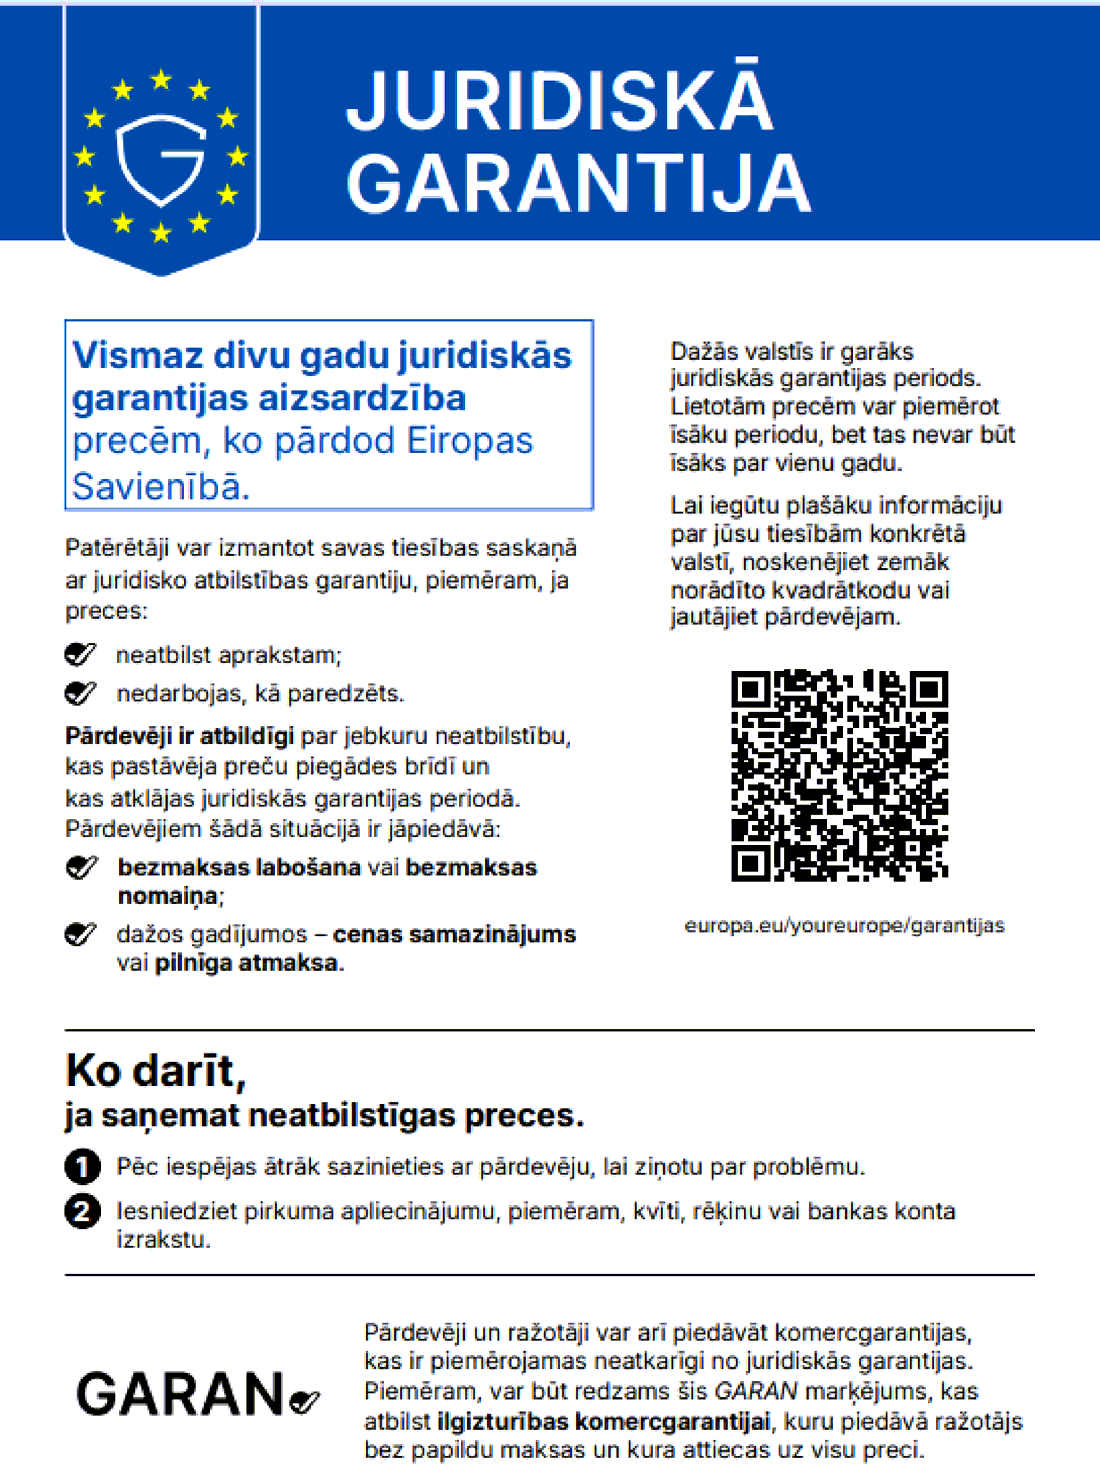 JURIDISKĀ
GARANTIJA
Vismaz divu gadu juridiskās
garantijas aizsardzība
precēm, ko pārdod Eiropas
Savienībā.
Patērētāji var izmantot savas tiesības saskaņā
ar juridisko atbilstības garantiju, piemēram, ja
preces:
neatbilst aprakstam;
nedarbojas, kā paredzēts.
Pārdevēji ir atbildīgi par jebkuru neatbilstību,
kas pastāvēja preču piegādes brīdī un
kas atklājas juridiskās garantijas periodā.
Pārdevējiem šādā situācijā ir jāpiedāvā:
bezmaksas labošana vai bezmaksas
nomaiņa;
dažos gadījumos – cenas samazinājums
vai pilnīga atmaksa.
Dažās valstīs ir garāks
juridiskās garantijas periods.
Lietotām precēm var piemērot
īsāku periodu, bet tas nevar būt
īsāks par vienu gadu.
Lai iegūtu plašāku informāciju
par jūsu tiesībām konkrētā
valstī, noskenējiet zemāk
norādīto kvadrātkodu vai
jautājiet pārdevējam.
europa.eu/youreurope/garantijas
Ko darīt,
ja saņemat neatbilstīgas preces.
1 Pēc iespējas ātrāk sazinieties ar pārdevēju, lai ziņotu par problēmu.
2 Iesniedziet pirkuma apliecinājumu, piemēram, kvīti, rēķinu vai bankas konta
izrakstu.
GARAN
Pārdevēji un ražotāji var arī piedāvāt komercgarantijas,
kas ir piemērojamas neatkarīgi no juridiskās garantijas.
Piemēram, var būt redzams šis GARAN marķējums, kas
atbilst ilgizturības komercgarantijai, kuru piedāvā ražotājs
bez papildu maksas un kura attiecas uz visu preci.